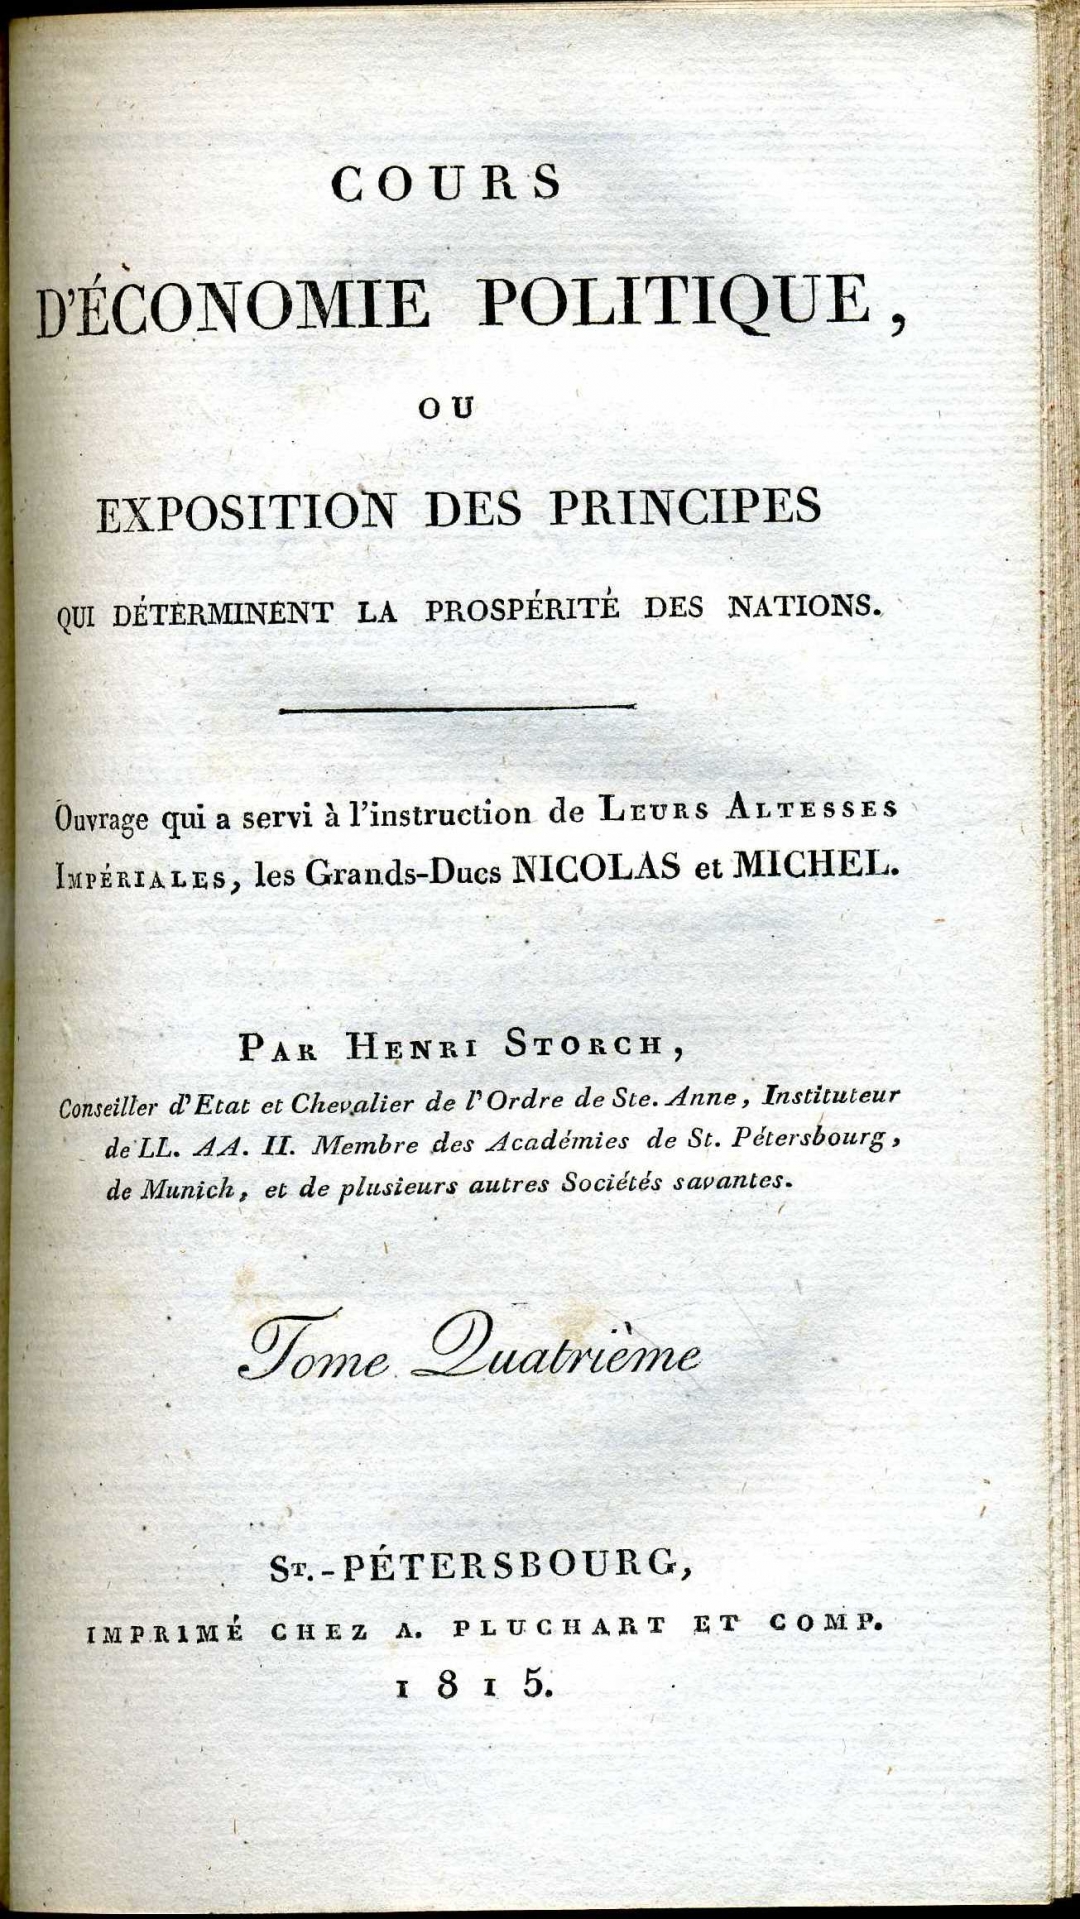 COURS
D'ÉCONOMIE POLITIQUE,
OU
EXPOSITION DES PRINCIPES
QUI DÉTERMINENT LA PROSPÉRITÉ DES NATIONS.
Ouvrage qui a servi à l'instruction de LEURS ALTESSES
IMPÉRIALES, les Grands-Ducs NICOLAS et MICHEL.
PAR HENRI STORCH,
Conseiller d'Etat et Chevalier de l'Ordre de Ste. Anne, Instituteur
de LL. AA. II. Membre des Académies de St. Pétersbourg,
de Munich, et de plusieurs autres Sociétés savantes.
Tome Quatrième
ST.-PÉTERSBOURG,
IMPRIMÉ CHEZ A. PLUCHART ET COMP.
1815.